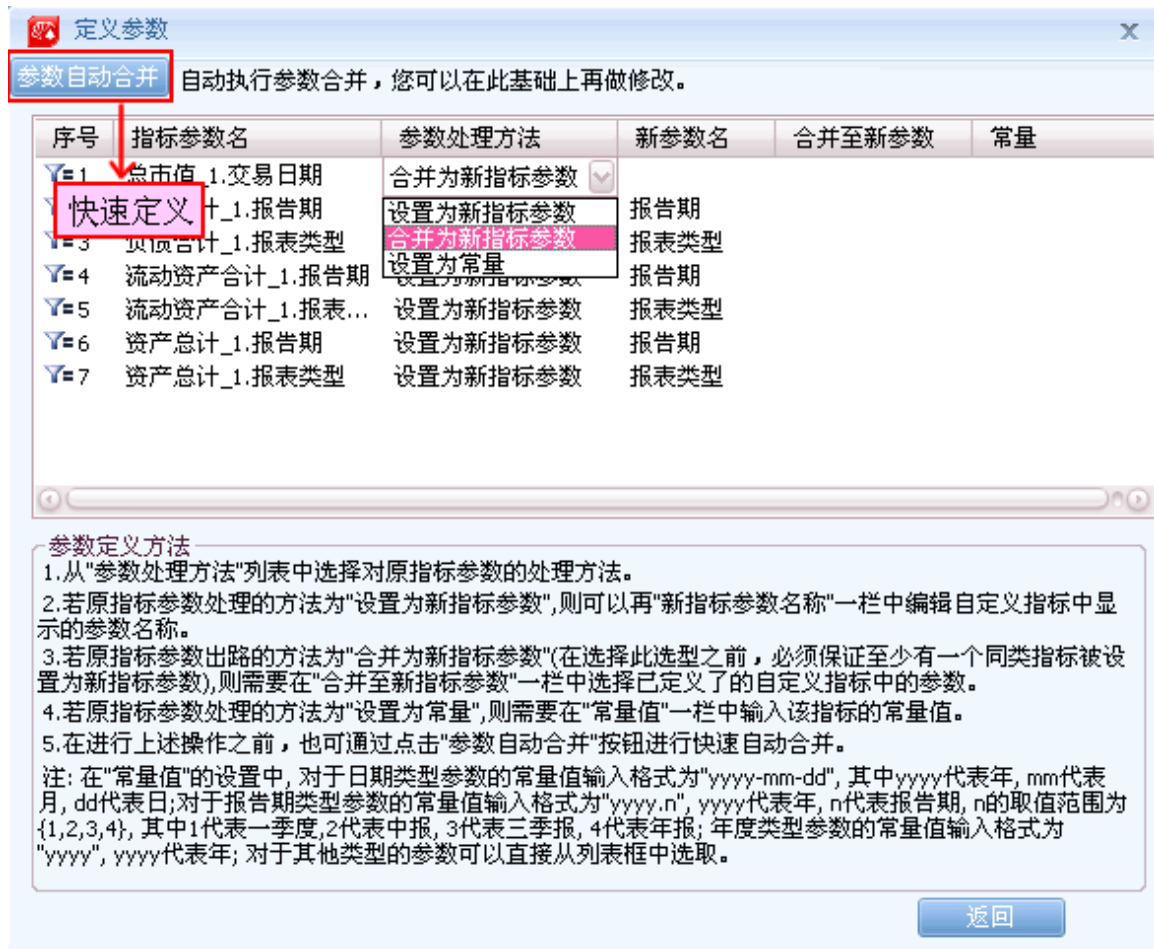 定义参数
参数自动合并 自动执行参数合并，您可以在此基础上再做修改。
序号 指标参数名 参数处理方法 新参数名 合并至新参数 常量
1 总市值_1.交易日期 合并为新指标参数
快速定义 计_1.报告期 设置为新指标参数 报告期
3 负债合计_1.报表类型 合并为新指标参数 报表类型
设置为常量
4 流动资产合计_1.报告期 设置为新指标参数 报告期
5 流动资产合计_1.报表... 设置为新指标参数 报表类型
6 资产总计_1.报告期 设置为新指标参数 报告期
7 资产总计_1.报表类型 设置为新指标参数 报表类型
参数定义方法
1.从"参数处理方法"列表中选择对原指标参数的处理方法。
2.若原指标参数处理的方法为"设置为新指标参数",则可以再"新指标参数名称"一栏中编辑自定义指标中显
示的参数名称。
3.若原指标参数出路的方法为"合并为新指标参数"(在选择此选型之前，必须保证至少有一个同类指标被设
置为新指标参数),则需要在"合并至新指标参数"一栏中选择已定义了的自定义指标中的参数。
4.若原指标参数处理的方法为"设置为常量",则需要在"常量值"一栏中输入该指标的常量值。
5.在进行上述操作之前，也可通过点击"参数自动合并"按钮进行快速自动合并。
注: 在"常量值"的设置中, 对于日期类型参数的常量值输入格式为"yyyy-mm-dd", 其中yyyy代表年, mm代表
月, dd代表日;对于报告期类型参数的常量值输入格式为"yyyy.n", yyyy代表年, n代表报告期, n的取值范围为
{1,2,3,4}, 其中1代表一季度,2代表中报, 3代表三季报, 4代表年报; 年度类型参数的常量值输入格式为
"yyyy", yyyy代表年; 对于其他类型的参数可以直接从列表框中选取。
返回